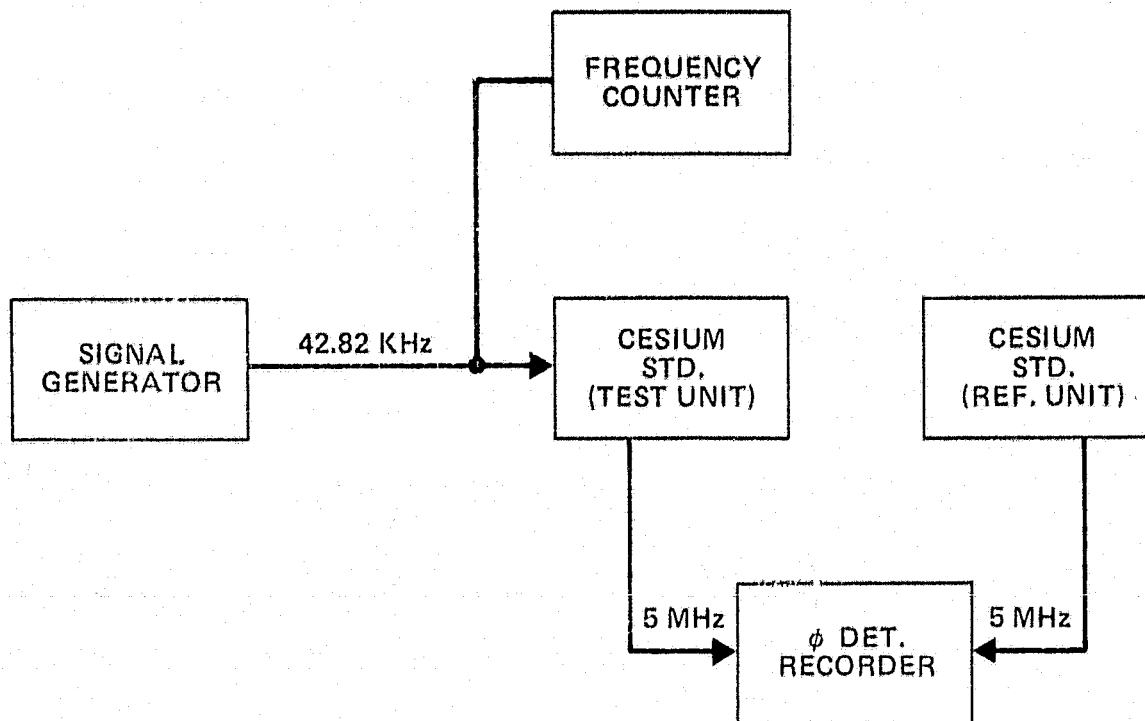 FREQUENCY
COUNTER
SIGNAL
GENERATOR
42.82 KHz
CESIUM
STD.
(TEST UNIT)
CESIUM
STD.
(REF. UNIT)
5 MHz
φ DET.
RECORDER
5 MHz